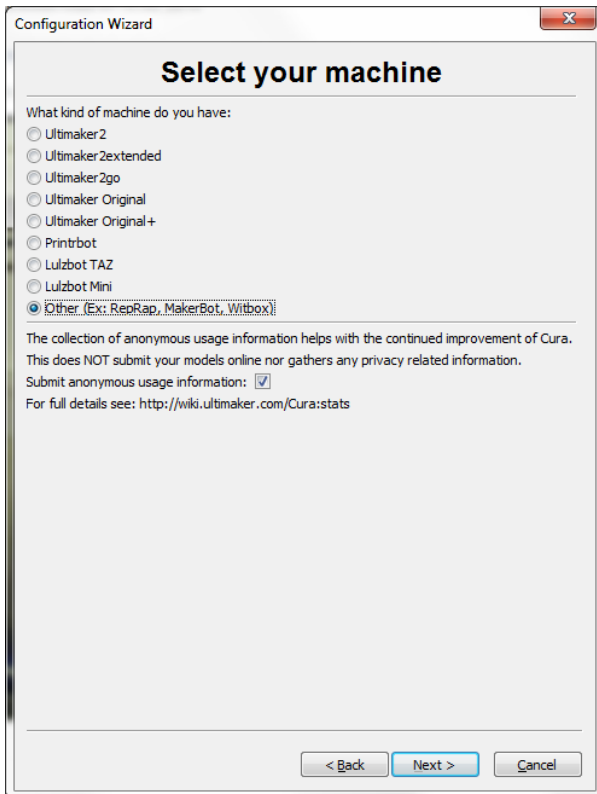 Configuration Wizard
Select your machine
What kind of machine do you have:
Ultimaker2
Ultimaker2extended
Ultimaker2go
Ultimaker Original
Ultimaker Original+
Printrbot
Lulzbot TAZ
Lulzbot Mini
Other (Ex: RepRap, MakerBot, Witbox)
The collection of anonymous usage information helps with the continued improvement of Cura.
This does NOT submit your models online nor gathers any privacy related information.
Submit anonymous usage information:
For full details see: http://wiki.ultimaker.com/Cura:stats
< Back Next > Cancel